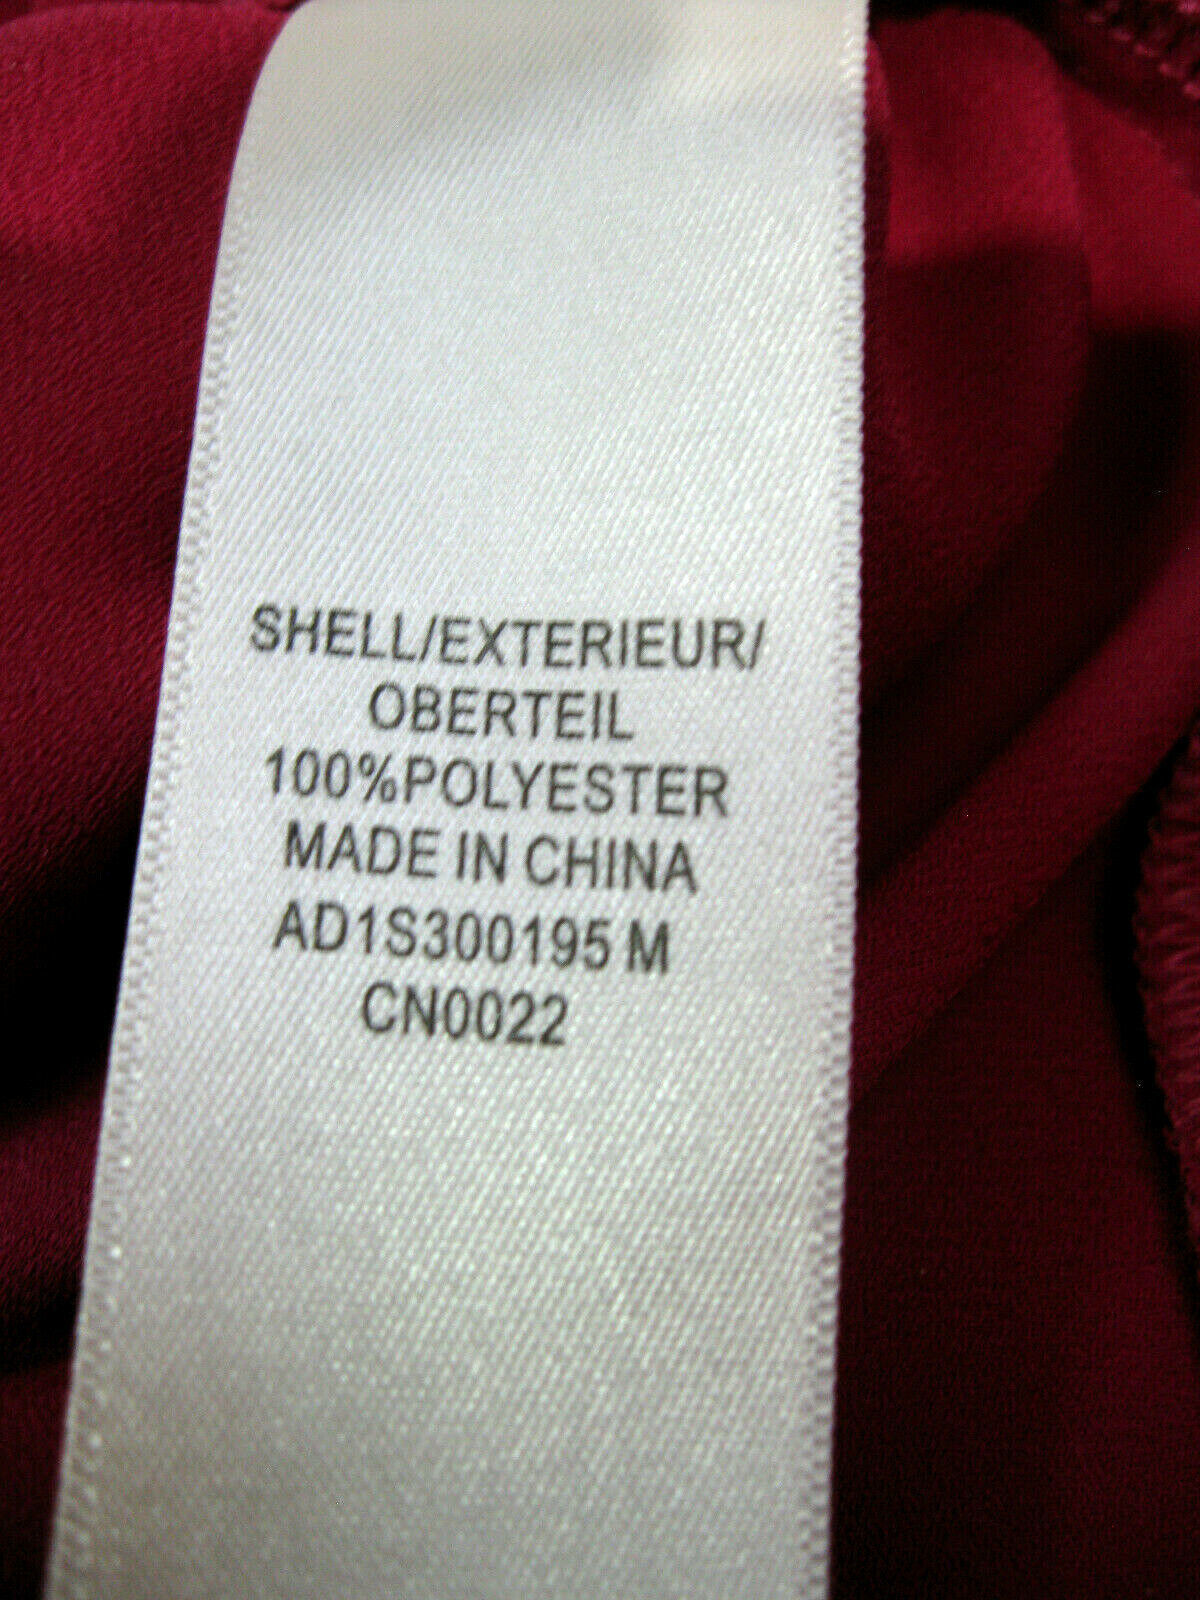 SHELL/EXTERIEUR/
OBERTEIL
100%POLYESTER
MADE IN CHINA
AD1S300195 M
CN0022